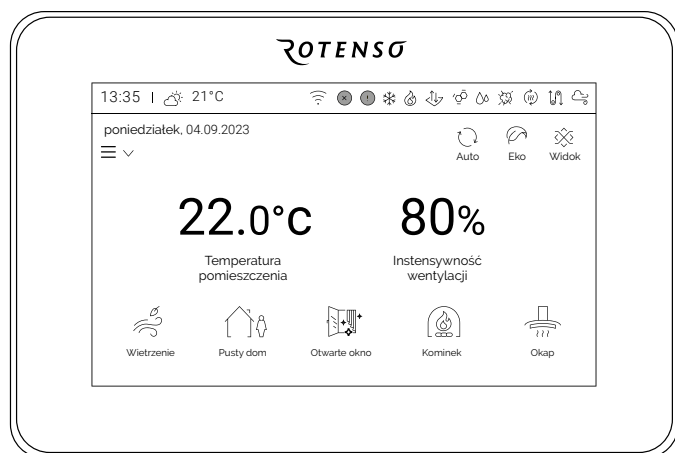 ROTENSO
13:35 | 21°C
poniedziałek, 04.09.2023
Auto Eko Widok
22.0°C 80%
Temperatura
pomieszczenia
Instensywność
wentylacji
Wietrzenie Pusty dom Otwarte okno Kominek Okap